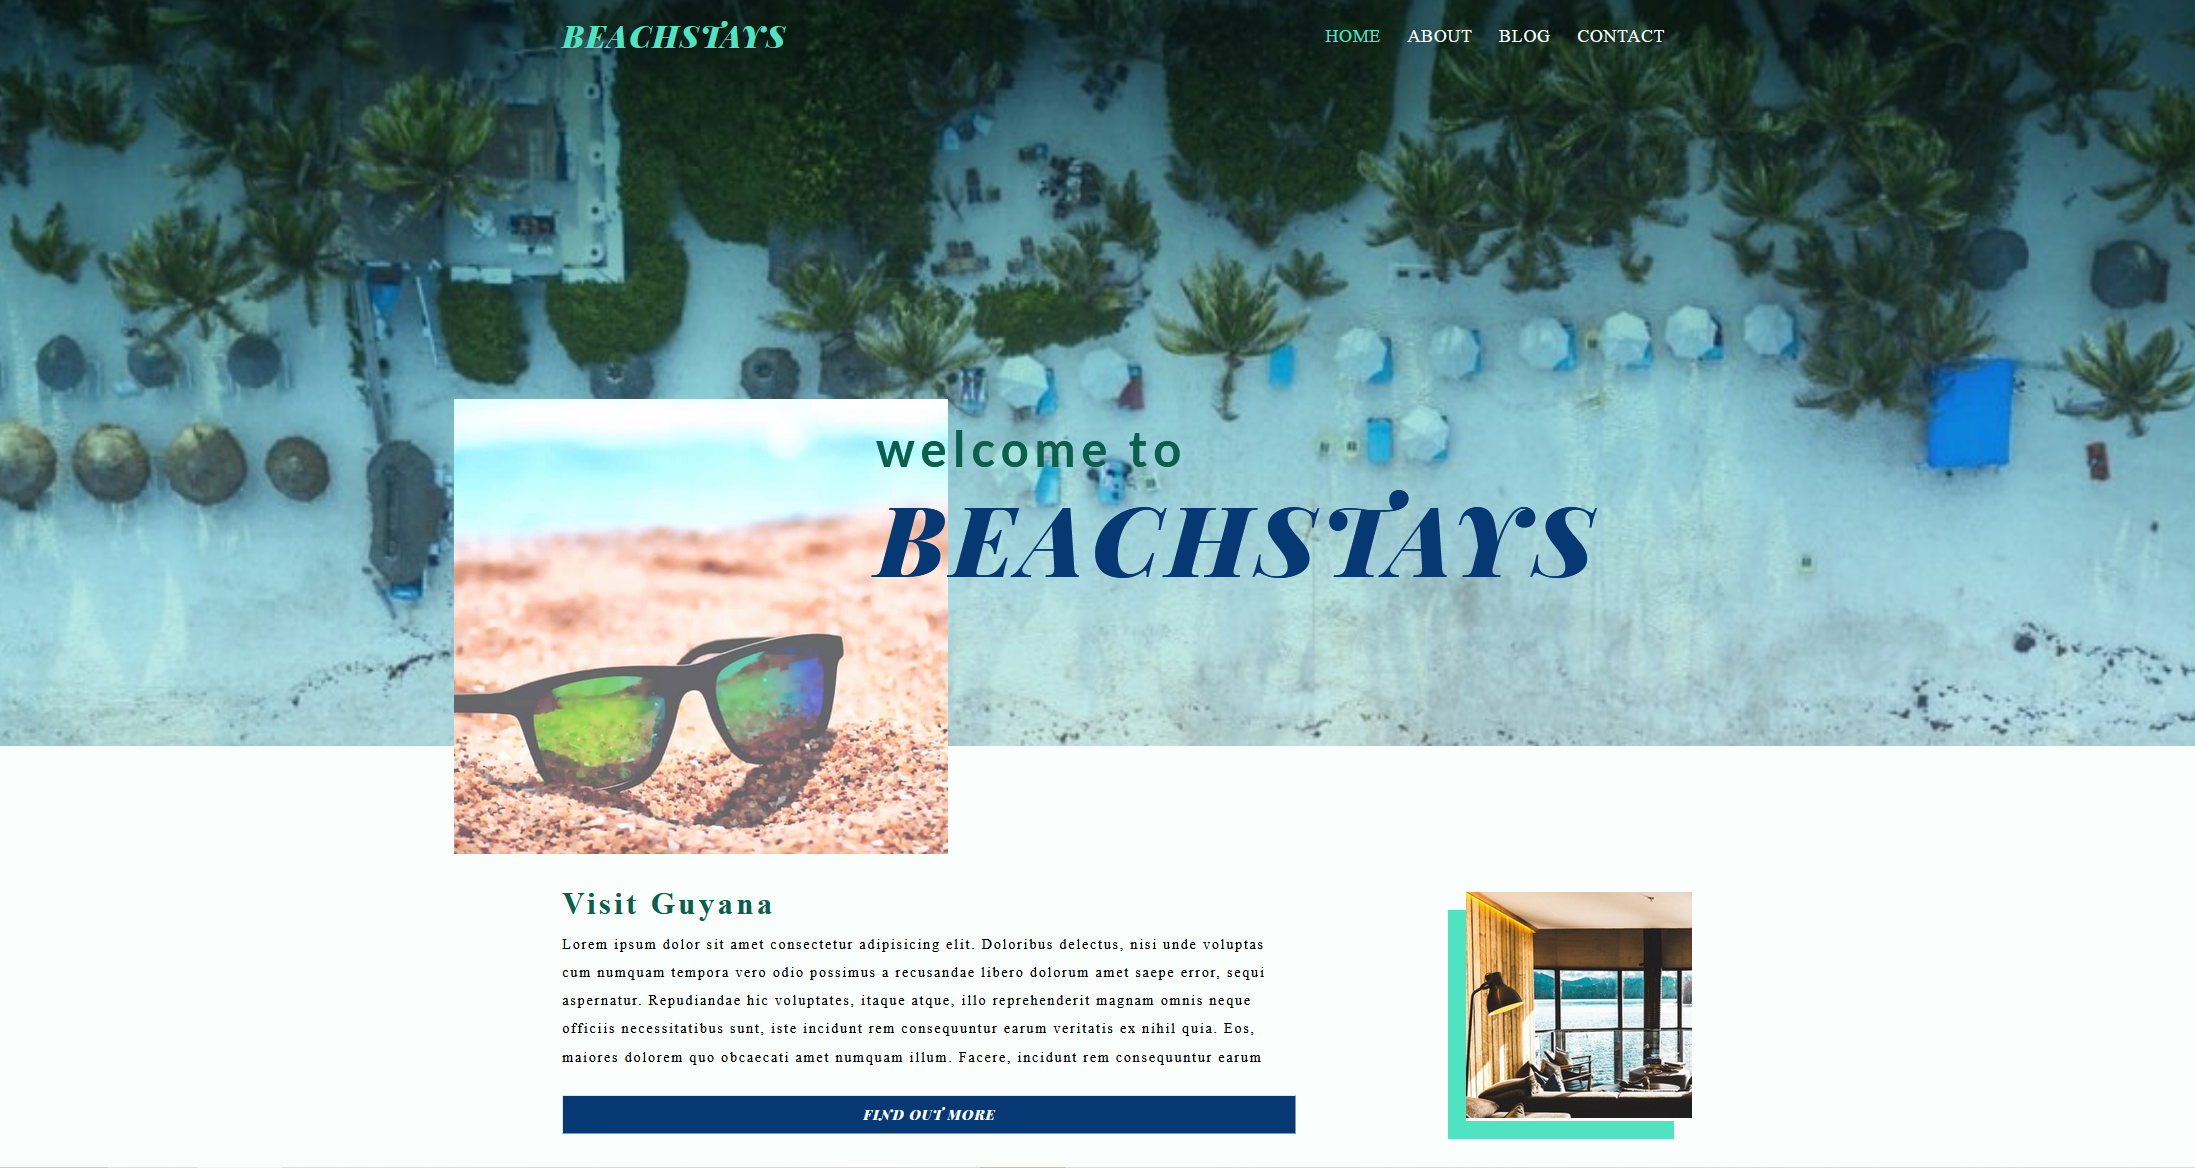 BEACHSTAYS
HOME ABOUT BLOG CONTACT
welcome to
BEACHSTAYS
Visit Guyana
Lorem ipsum dolor sit amet consectetur adipisicing elit. Doloribus delectus, nisi unde voluptas
cum numquam tempora vero odio possimus a recusandae libero dolorum amet saepe error, sequi
aspernatur. Repudiandae hic voluptates, itaque atque, illo reprehenderit magnam omnis neque
officiis necessitatibus sunt, iste incidunt rem consequuntur earum veritatis ex nihil quia. Eos,
maiores dolorem quo obcaecati amet numquam illum. Facere, incidunt rem consequuntur earum
FIND OUT MORE